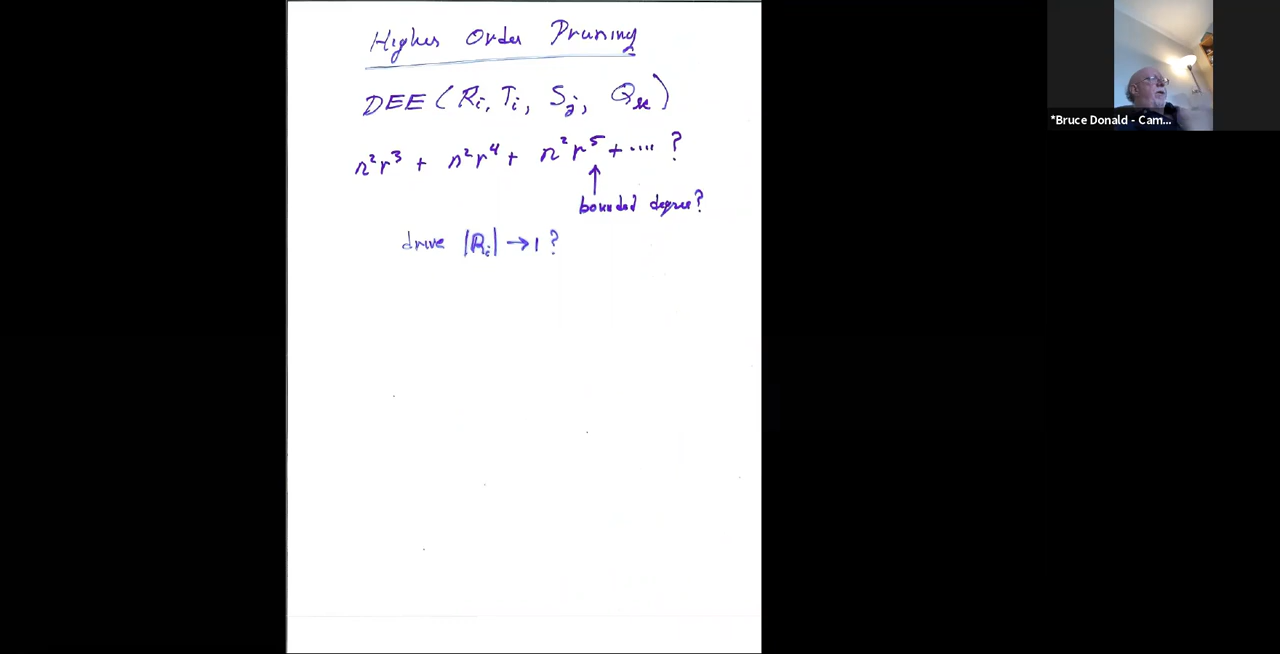 Higher Order Pruning
DEE (Ri, Ti, Sj, Qk)
n²r³ + n²r⁴ + n²r⁵ + .... ?
bounded degree?
drive |Ri| → 1 ?
*Bruce Donald - Cam...